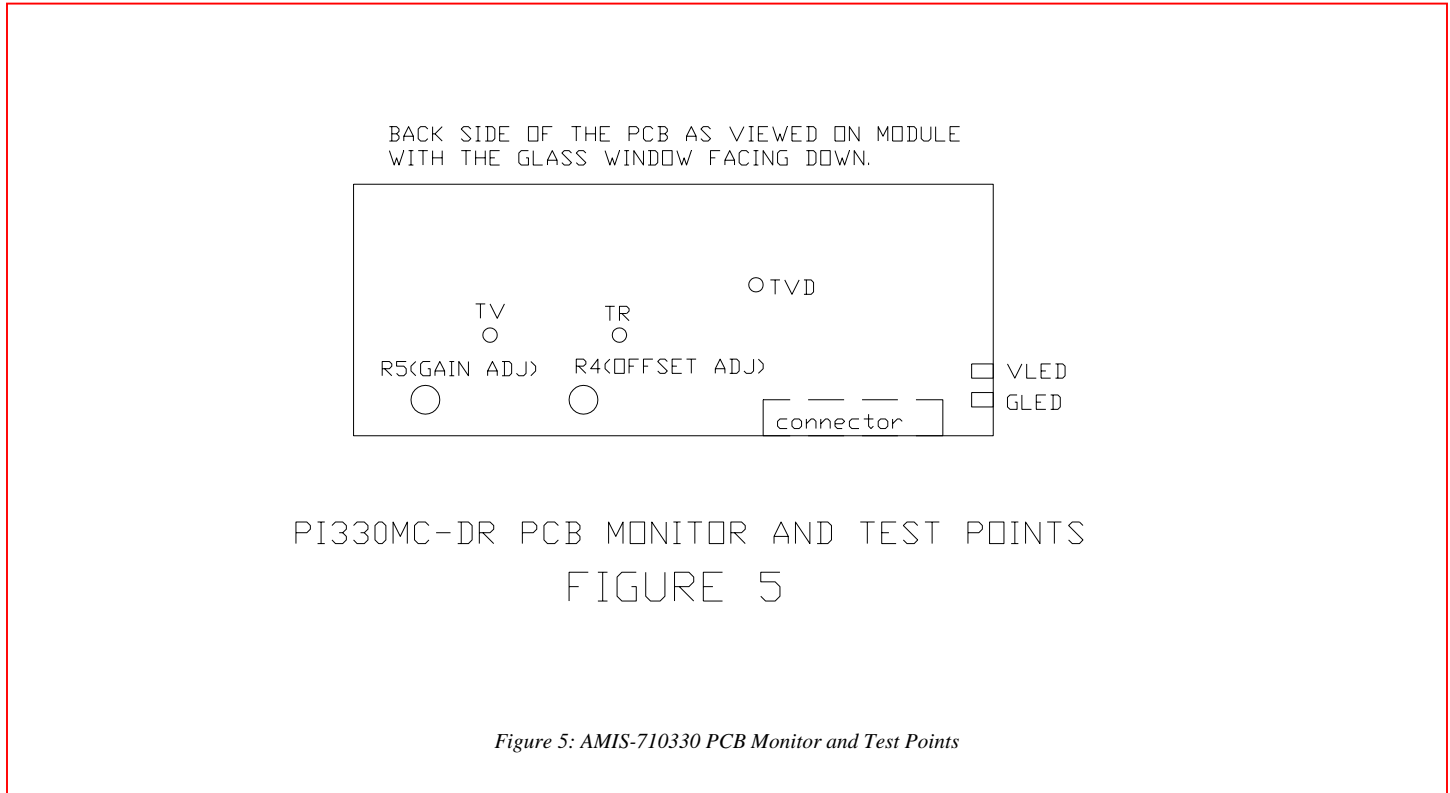 BACK SIDE OF THE PCB AS VIEWED ON MODULE
WITH THE GLASS WINDOW FACING DOWN.
TVD
TV
TR
R5(GAIN ADJ)
R4(OFFSET ADJ)
VLED
GLED
connector
PI330MC-DR PCB MONITOR AND TEST POINTS
FIGURE 5
Figure 5: AMIS-710330 PCB Monitor and Test Points